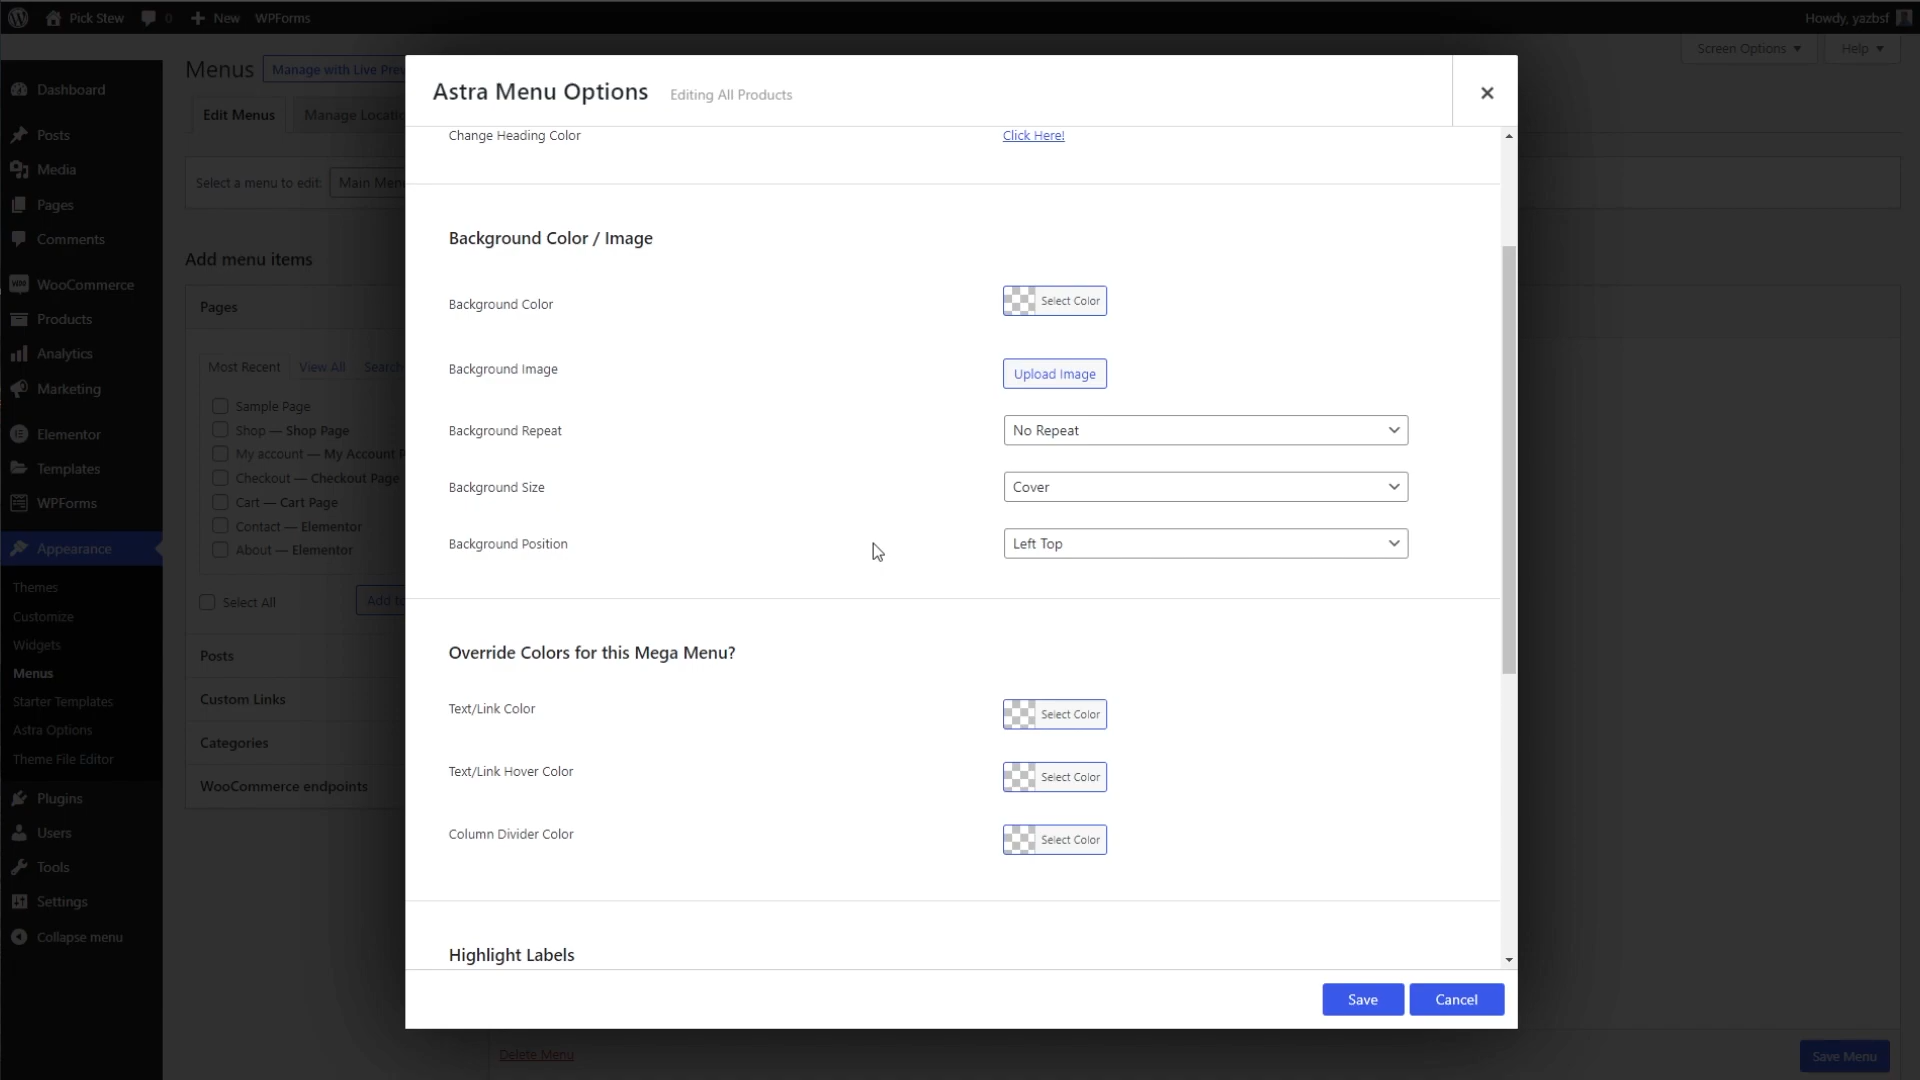 Pick Stew 0 New WPForms Howdy, yazbsf
Screen Options Help
Dashboard
Posts
Media
Pages
Comments
WooCommerce
Products
Analytics
Marketing
Elementor
Templates
WPForms
Appearance
Themes
Customize
Widgets
Menus
Starter Templates
Astra Options
Theme File Editor
Plugins
Users
Tools
Settings
Collapse menu
Menus Manage with Live
Edit Menus Manage
Select a menu to edit: Main
Add menu items
Pages
Most Recent View All Search
Sample Page
Shop — Shop Page
My account — My Account P
Checkout — Checkout Page
Cart — Cart Page
Contact — Elementor
About — Elementor
Select All Add to
Posts
Custom Links
Categories
WooCommerce endpoints
Astra Menu Options Editing All Products
Change Heading Color Click Here!
Background Color / Image
Background Color Select Color
Background Image Upload Image
Background Repeat No Repeat
Background Size Cover
Background Position Left Top
Override Colors for this Mega Menu?
Text/Link Color Select Color
Text/Link Hover Color Select Color
Column Divider Color Select Color
Highlight Labels
Save Cancel
Delete Menu Save Menu